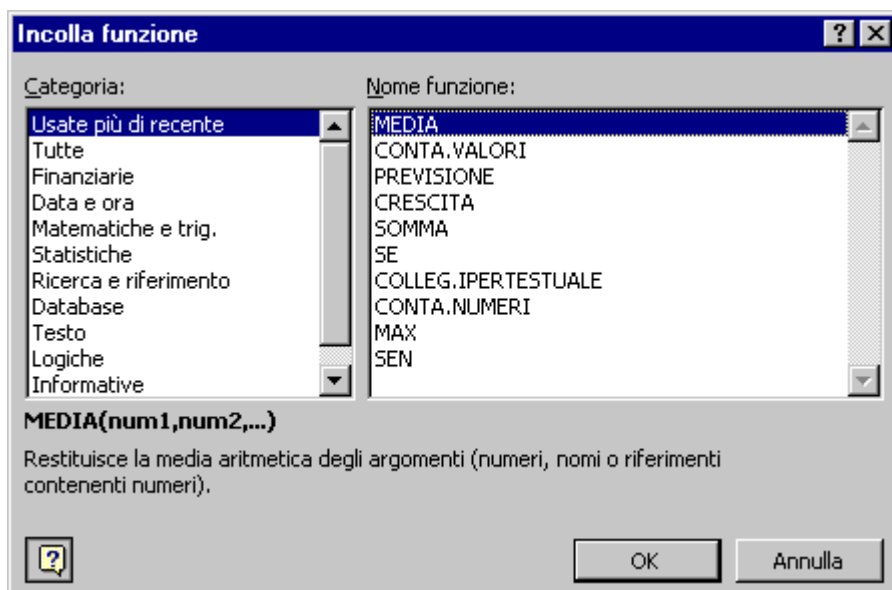 Incolla funzione
Categoria:
Nome funzione:
Usate più di recente
Tutte
Finanziarie
Data e ora
Matematiche e trig.
Statistiche
Ricerca e riferimento
Database
Testo
Logiche
Informative
MEDIA
CONTA.VALORI
PREVISIONE
CRESCITA
SOMMA
SE
COLLEG.IPERTESTUALE
CONTA.NUMERI
MAX
SEN
MEDIA(num1,num2,...)
Restituisce la media aritmetica degli argomenti (numeri, nomi o riferimenti
contenenti numeri).
OK
Annulla